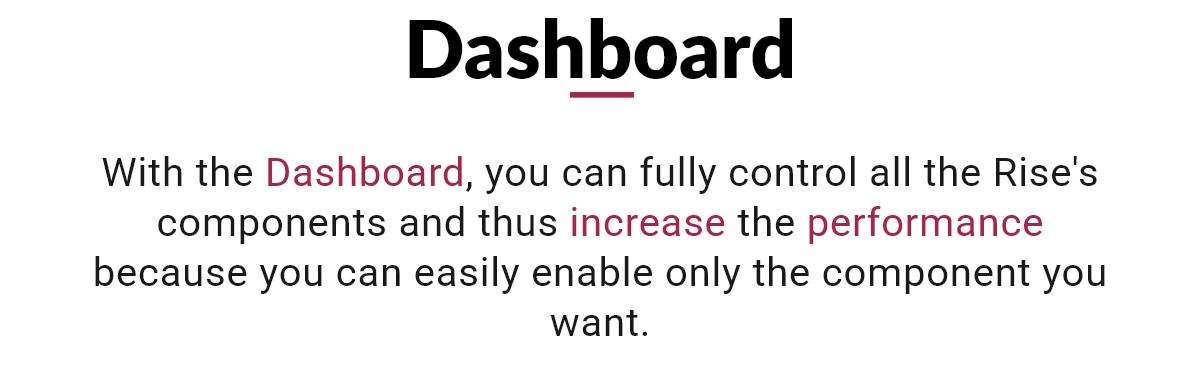 Dashboard
With the Dashboard, you can fully control all the Rise's
components and thus increase the performance
because you can easily enable only the component you
want.